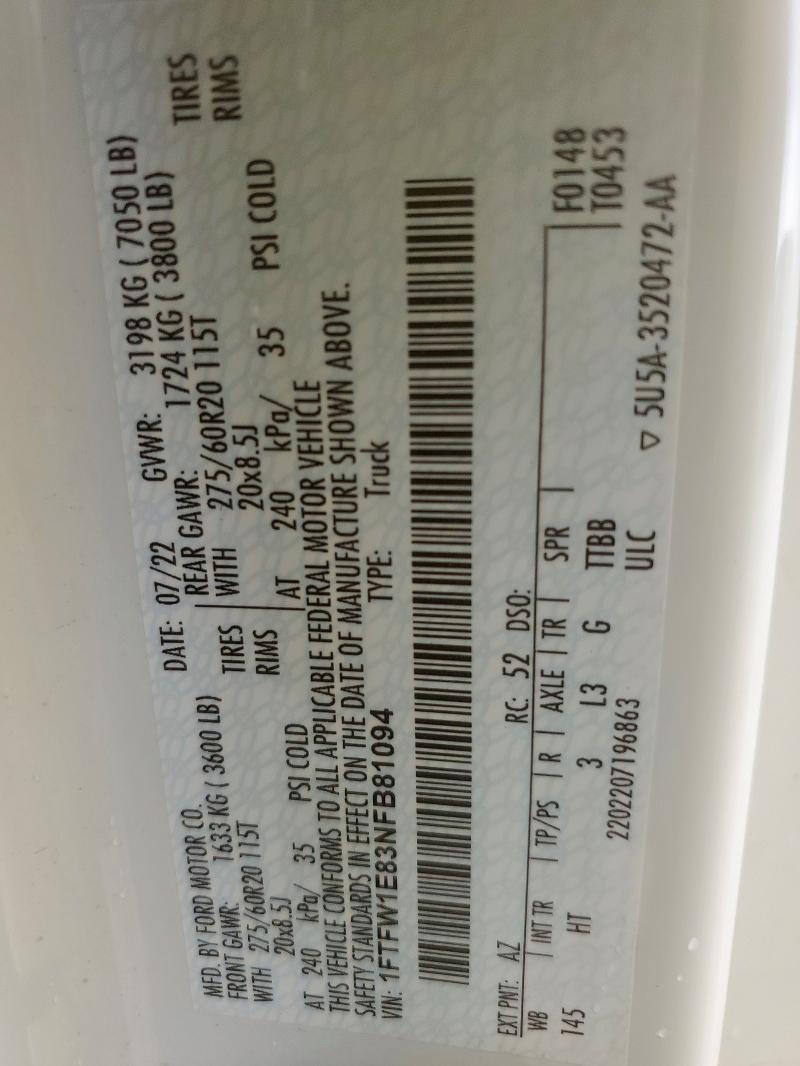 MFD. BY FORD MOTOR CO. DATE: 07/22 GVWR: 3198 KG ( 7050 LB)
FRONT GAWR: 1633 KG ( 3600 LB) REAR GAWR: 1724 KG ( 3800 LB)
WITH 275/60R20 115T TIRES WITH 275/60R20 115T TIRES
20x8.5J RIMS 20x8.5J RIMS
AT 240 kPa/ 35 PSI COLD AT 240 kPa/ 35 PSI COLD
THIS VEHICLE CONFORMS TO ALL APPLICABLE FEDERAL MOTOR VEHICLE
SAFETY STANDARDS IN EFFECT ON THE DATE OF MANUFACTURE SHOWN ABOVE.
VIN: 1FTFW1E83NFB81094 TYPE: Truck
EXT PNT: AZ RC: 52 DSO: F0148
WB INT TR TP/PS R AXLE TR SPR T0453
145 HT 3 L3 G TTBB
2202207196863 ULC ▽ 5U5A-3520472-AA